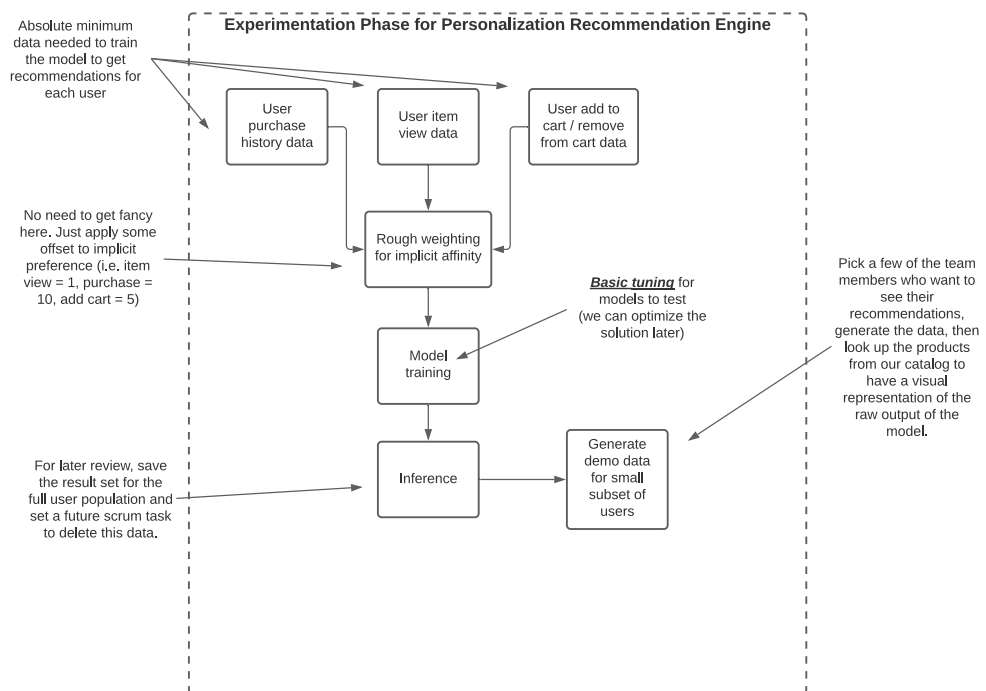 Experimentation Phase for Personalization Recommendation Engine
Absolute minimum
data needed to train
the model to get
recommendations for
each user
User
purchase
history data
User item
view data
User add to
cart / remove
from cart data
No need to get fancy
here. Just apply some
offset to implicit
preference (i.e. item
view = 1, purchase =
10, add cart = 5)
Rough weighting
for implicit affinity
Basic tuning for
models to test
(we can optimize the
solution later)
Model
training
Pick a few of the team
members who want to
see their
recommendations,
generate the data, then
look up the products
from our catalog to
have a visual
representation of the
raw output of the
model.
For later review, save
the result set for the
full user population and
set a future scrum task
to delete this data.
Inference
Generate
demo data
for small
subset of
users